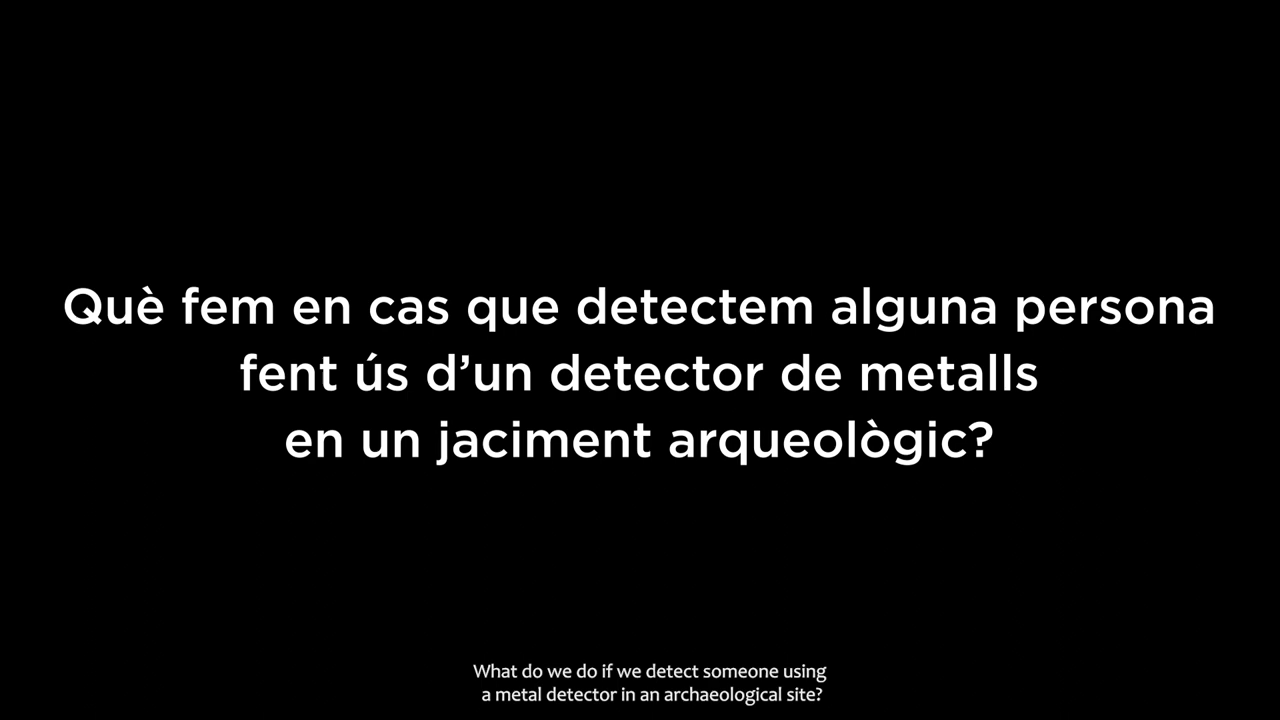 Què fem en cas que detectem alguna persona
fent ús d’un detector de metalls
en un jaciment arqueològic?
What do we do if we detect someone using
a metal detector in an archaeological site?